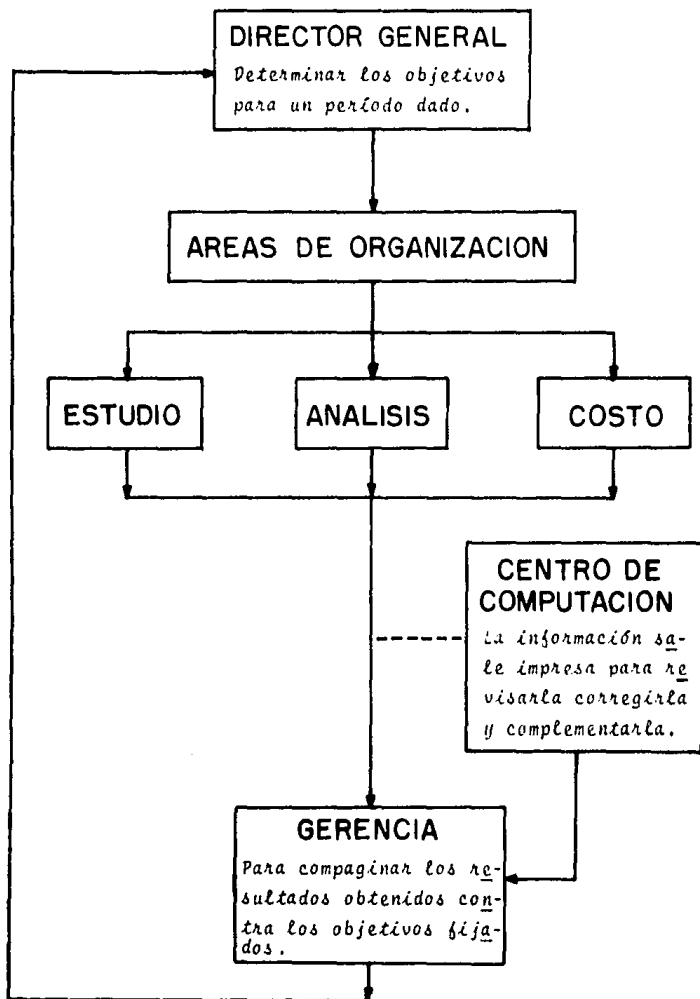 DIRECTOR GENERAL
Determinar los objetivos
para un período dado.
AREAS DE ORGANIZACION
ESTUDIO
ANALISIS
COSTO
CENTRO DE
COMPUTACION
La información sa-
le impresa para re
visarla corregirla
y complementarla.
GERENCIA
Para compaginar los re-
sultados obtenidos con-
tra los objetivos fija-
dos.